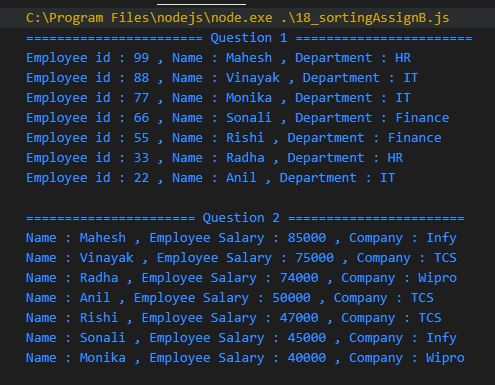 C:\Program Files\nodejs\node.exe .\18_sortingAssignB.js
======================= Question 1 =======================
Employee id : 99 , Name : Mahesh , Department : HR
Employee id : 88 , Name : Vinayak , Department : IT
Employee id : 77 , Name : Monika , Department : IT
Employee id : 66 , Name : Sonali , Department : Finance
Employee id : 55 , Name : Rishi , Department : Finance
Employee id : 33 , Name : Radha , Department : HR
Employee id : 22 , Name : Anil , Department : IT
====================== Question 2 =======================
Name : Mahesh , Employee Salary : 85000 , Company : Infy
Name : Vinayak , Employee Salary : 75000 , Company : TCS
Name : Radha , Employee Salary : 74000 , Company : Wipro
Name : Anil , Employee Salary : 50000 , Company : TCS
Name : Rishi , Employee Salary : 47000 , Company : TCS
Name : Sonali , Employee Salary : 45000 , Company : Infy
Name : Monika , Employee Salary : 40000 , Company : Wipro